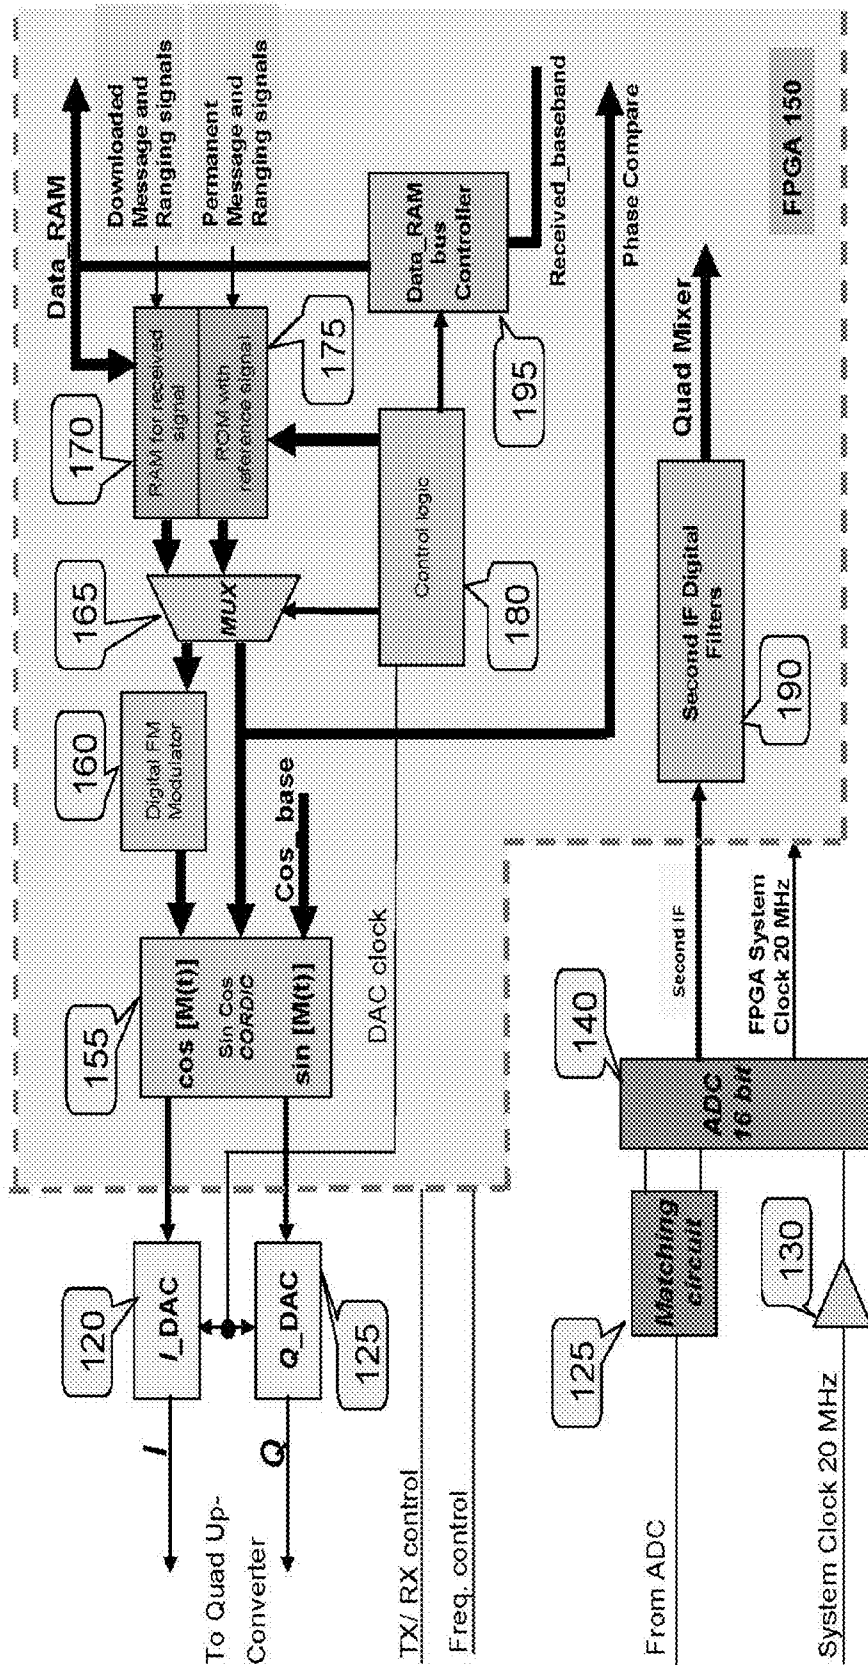 Data_RAM
Downloaded
Message and
Ranging signals
Permanent
Message and
Ranging signals
170
RAM for received
signal
ROM with
reference signal
175
165
MUX
160
Digital FM
Modulator
155
cos [M(t)]
Sin Cos
CORDIC
sin [M(t)]
Cos_base
120
I_DAC
Q_DAC
125
I
Q
To Quad Up-
Converter
DAC clock
Control logic
180
Data_RAM
bus
Controller
195
Received_baseband
Phase Compare
TX/ RX control
Freq. control
Quad Mixer
FPGA 150
Second IF Digital
Filters
190
Second IF
FPGA System
Clock 20 MHz
140
ADC
16 bit
125
Matching
circuit
130
From ADC
System Clock 20 MHz